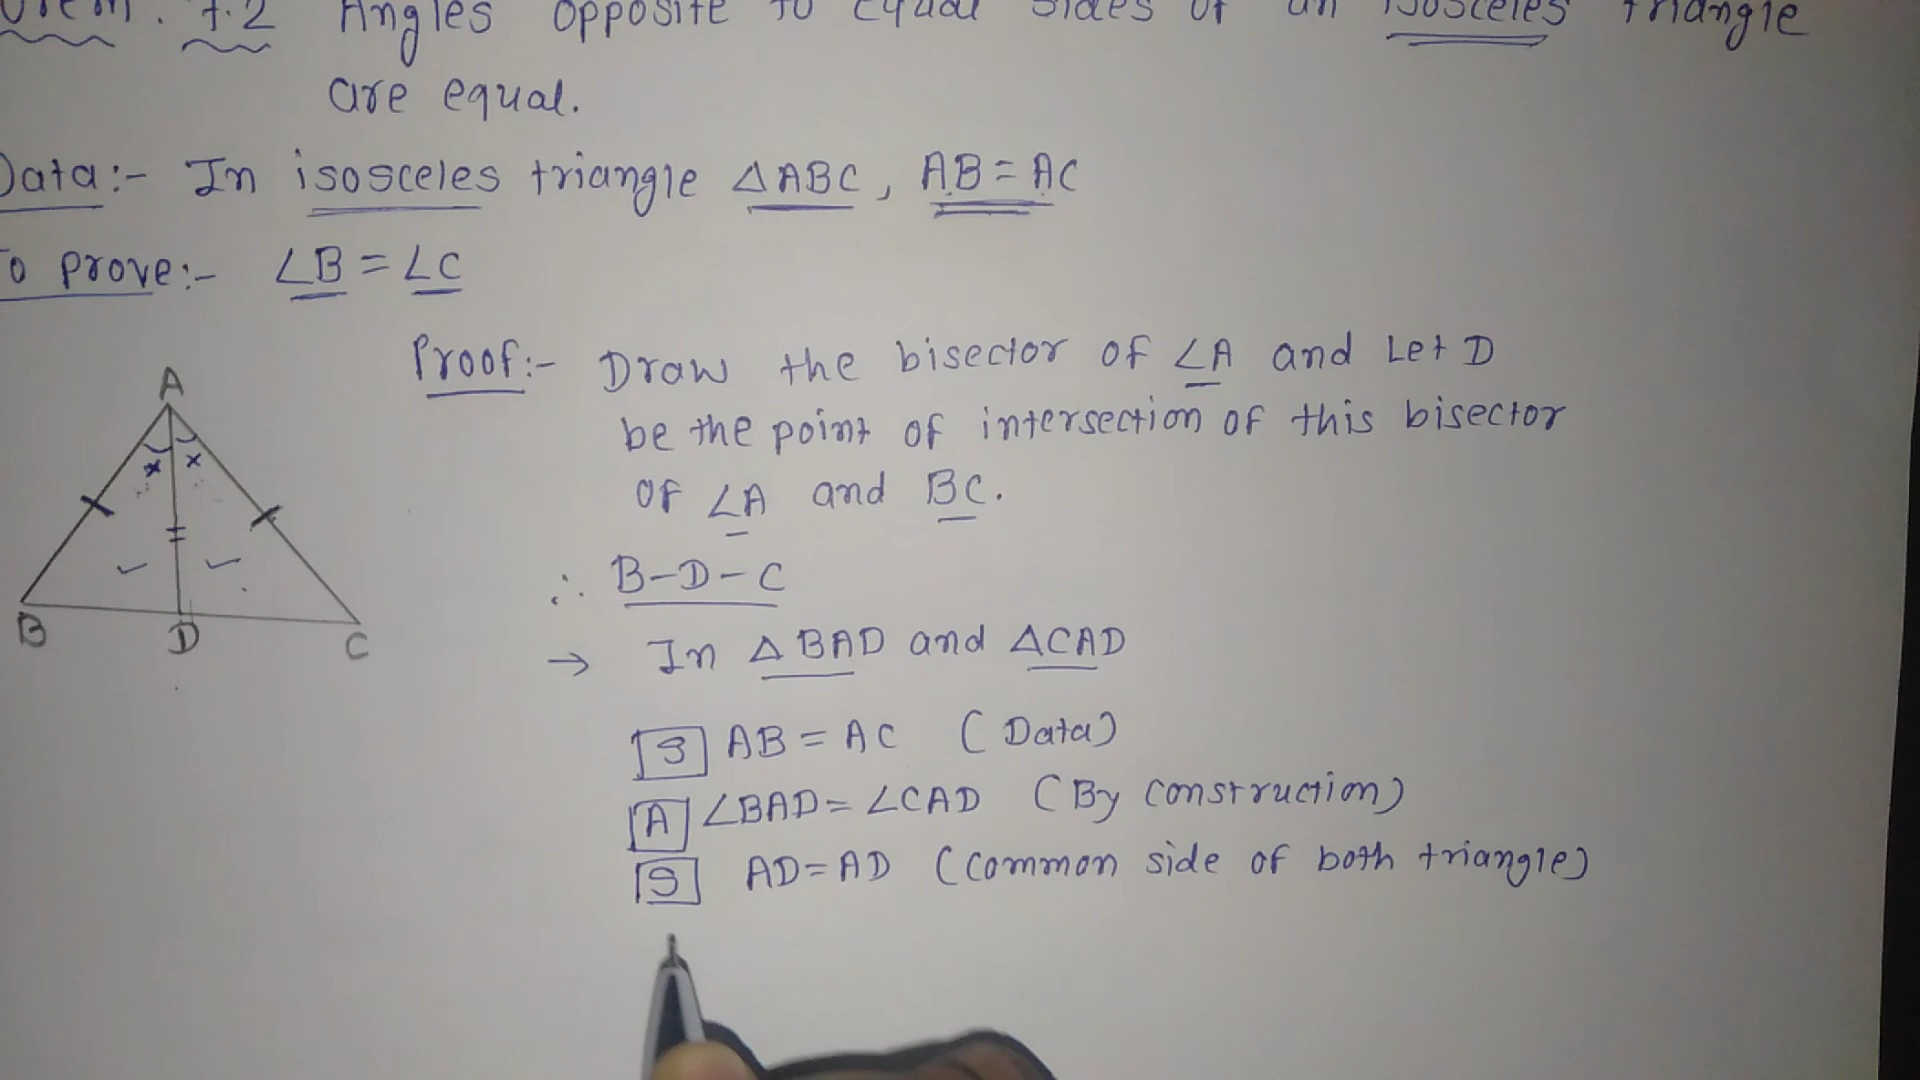 7.2 Angles opposite to equal sides of an isosceles triangle
are equal.
Data:- In isosceles triangle △ABC, AB = AC
To prove:- ∠B = ∠C
Proof:- Draw the bisector of ∠A and Let D
be the point of intersection of this bisector
of ∠A and BC.
∴ B-D-C
→ In △BAD and △CAD
S AB = AC (Data)
A ∠BAD = ∠CAD (By construction)
S AD = AD (common side of both triangle)
A
x x
B D C